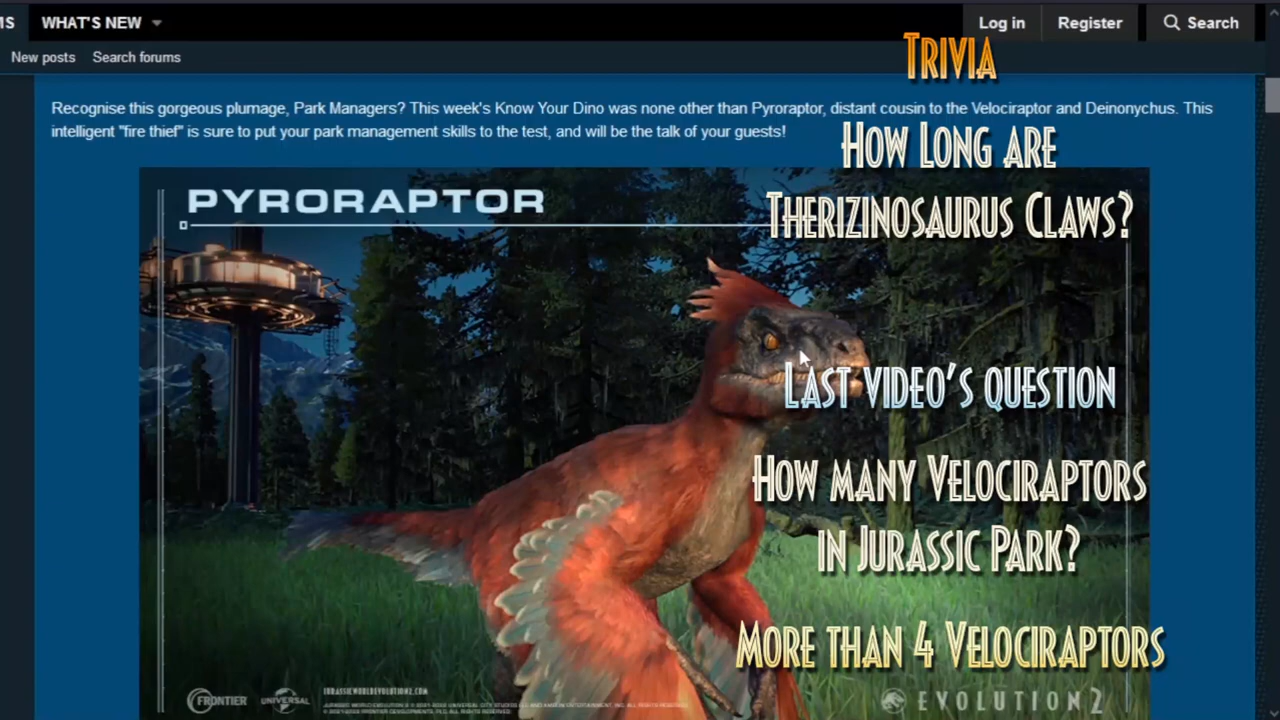 MS WHAT'S NEW Log in Register Search
New posts Search forums
Recognise this gorgeous plumage, Park Managers? This week's Know Your Dino was none other than Pyroraptor, distant cousin to the Velociraptor and Deinonychus. This
intelligent "fire thief" is sure to put your park management skills to the test, and will be the talk of your guests!
PYRORAPTOR
TRIVIA
HOW LONG ARE
THERIZINOSAURUS CLAWS?
LAST VIDEO'S QUESTION
HOW MANY VELOCIRAPTORS
IN JURASSIC PARK?
MORE THAN 4 VELOCIRAPTORS
FRONTIER UNIVERSAL JURASSICWORLDEVOLUTION2.COM
EVOLUTION 2